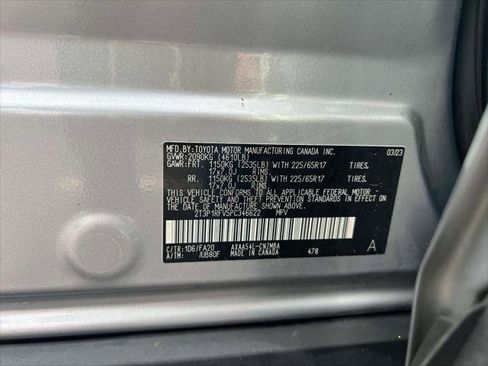 MFD.BY:TOYOTA MOTOR MANUFACTURING CANADA INC. 03/23
GVWR:2090KG (4610LB)
GAWR:FRT. 1150KG (2535LB) WITH 225/65R17 TIRES,
17x7.0J RIMS,
RR. 1150KG (2535LB) WITH 225/65R17 TIRES,
17x7.0J RIMS,
THIS VEHICLE CONFORMS TO ALL APPLICABLE FEDERAL MOTOR
VEHICLE SAFETY
THEFT PREVENTION STANDARDS IN EFFECT ON THE DATE OF
MANUFACTURE SHOWN ABOVE.
2T3P1RFV5PC346622 MPV
C/TR:1D6/FA20 AXAA54L-CNZMBA A
A/TM: /UB80F MADE IN CANADA 478